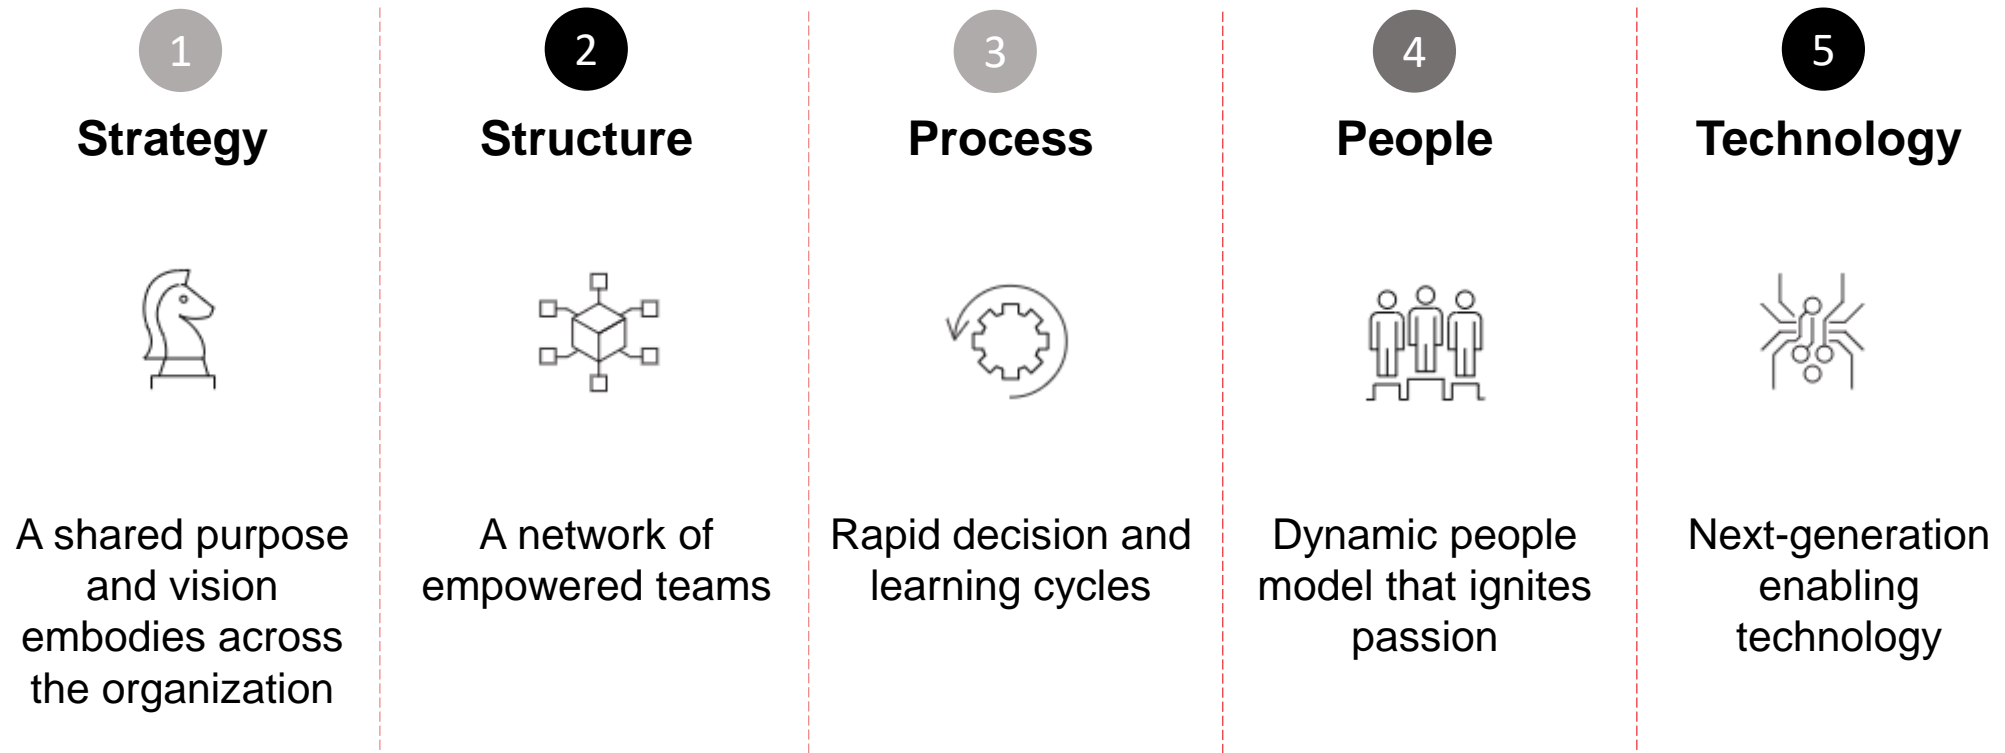 1
Strategy
A shared purpose
and vision
embodies across
the organization
2
Structure
A network of
empowered teams
3
Process
Rapid decision and
learning cycles
4
People
Dynamic people
model that ignites
passion
5
Technology
Next-generation
enabling
technology